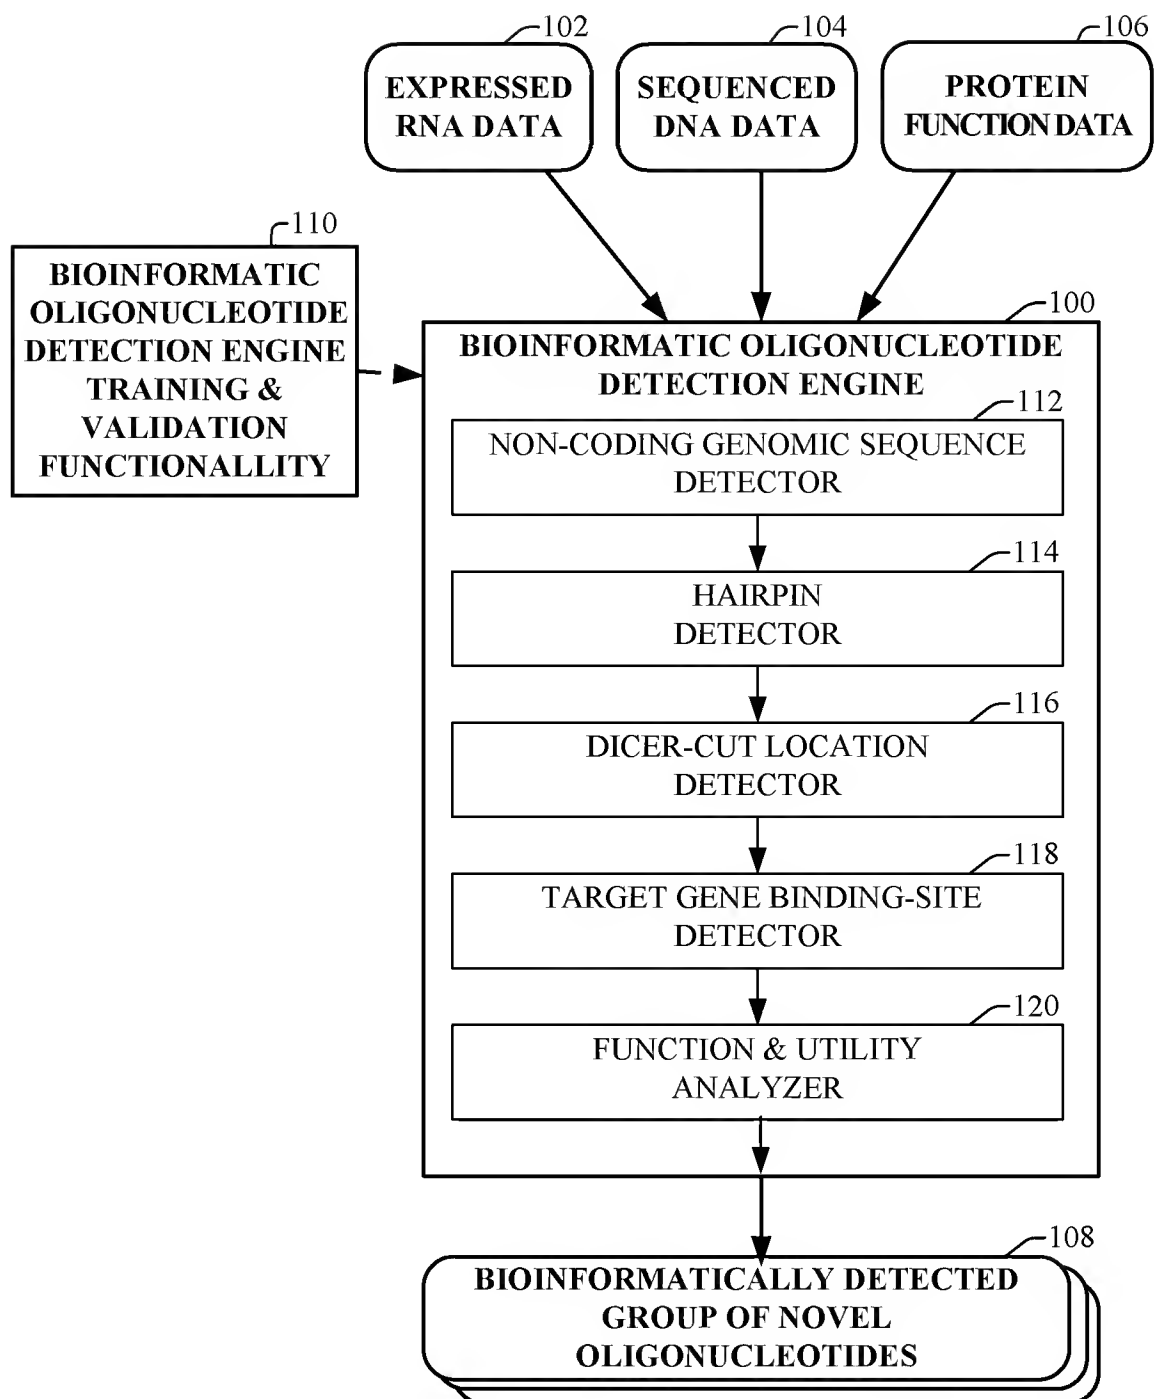 102
104
106
EXPRESSED
RNA DATA
SEQUENCED
DNA DATA
PROTEIN
FUNCTION DATA
110
BIOINFORMATIC
OLIGONUCLEOTIDE
DETECTION ENGINE
TRAINING &
VALIDATION
FUNCTIONALLITY
100
BIOINFORMATIC OLIGONUCLEOTIDE
DETECTION ENGINE
112
NON-CODING GENOMIC SEQUENCE
DETECTOR
114
HAIRPIN
DETECTOR
116
DICER-CUT LOCATION
DETECTOR
118
TARGET GENE BINDING-SITE
DETECTOR
120
FUNCTION & UTILITY
ANALYZER
108
BIOINFORMATICALLY DETECTED
GROUP OF NOVEL
OLIGONUCLEOTIDES